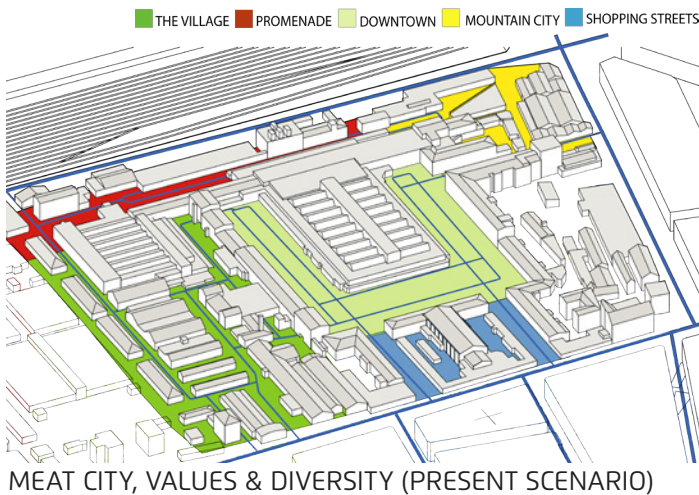 THE VILLAGE PROMENADE DOWNTOWN MOUNTAIN CITY SHOPPING STREETS
MEAT CITY, VALUES & DIVERSITY (PRESENT SCENARIO)